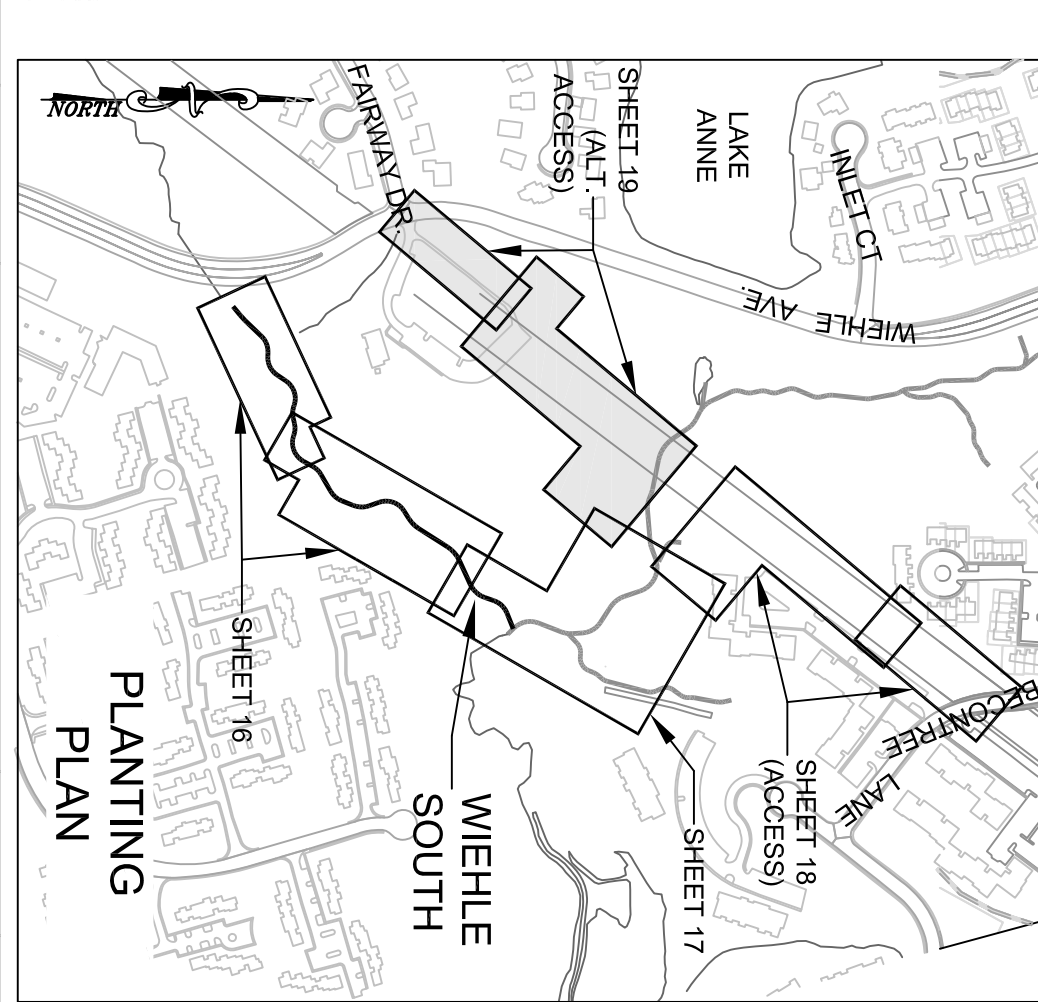 NORTH
FAIRWAY DR.
SHEET 19
(ALT.
ACCESS)
LAKE
ANNE
INLET CT
WIEHLE AVE.
BECONTREE
LANE
SHEET 16
PLANTING
PLAN
WIEHLE
SOUTH
SHEET 18
(ACCESS)
SHEET 17